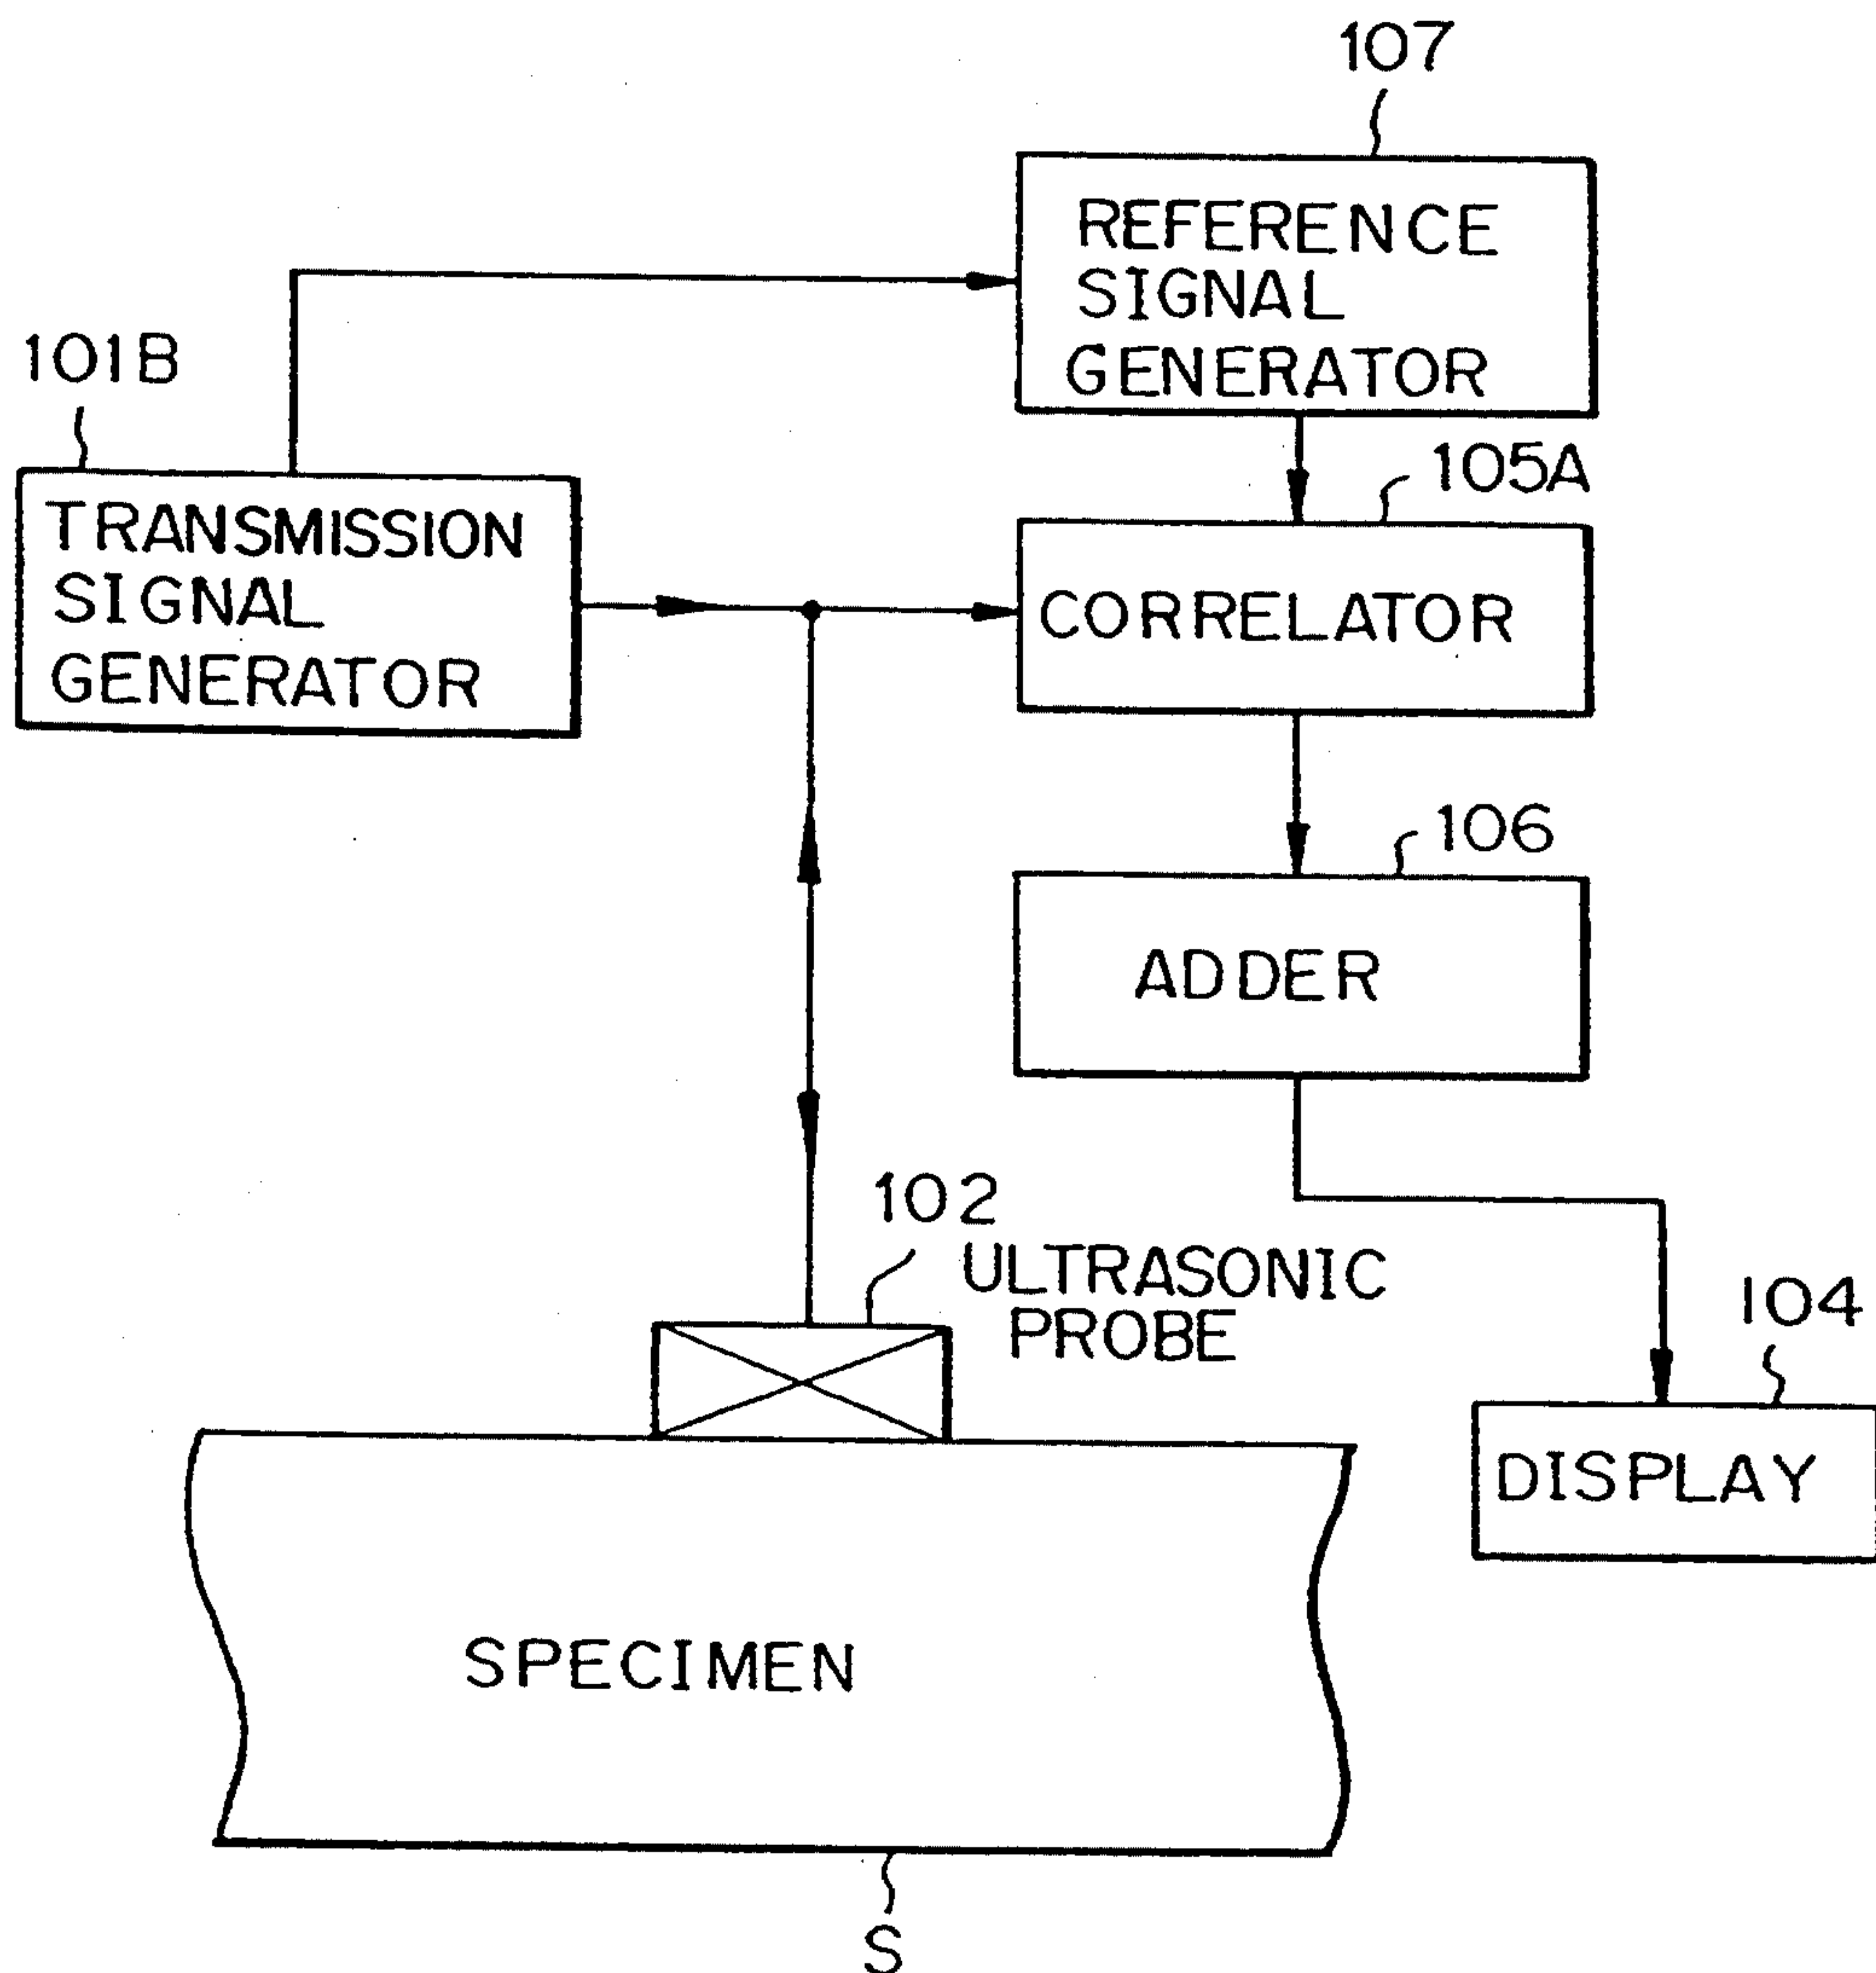 107
REFERENCE
SIGNAL
GENERATOR
101B
TRANSMISSION
SIGNAL
GENERATOR
105A
CORRELATOR
106
ADDER
102
ULTRASONIC
PROBE
104
DISPLAY
SPECIMEN
S